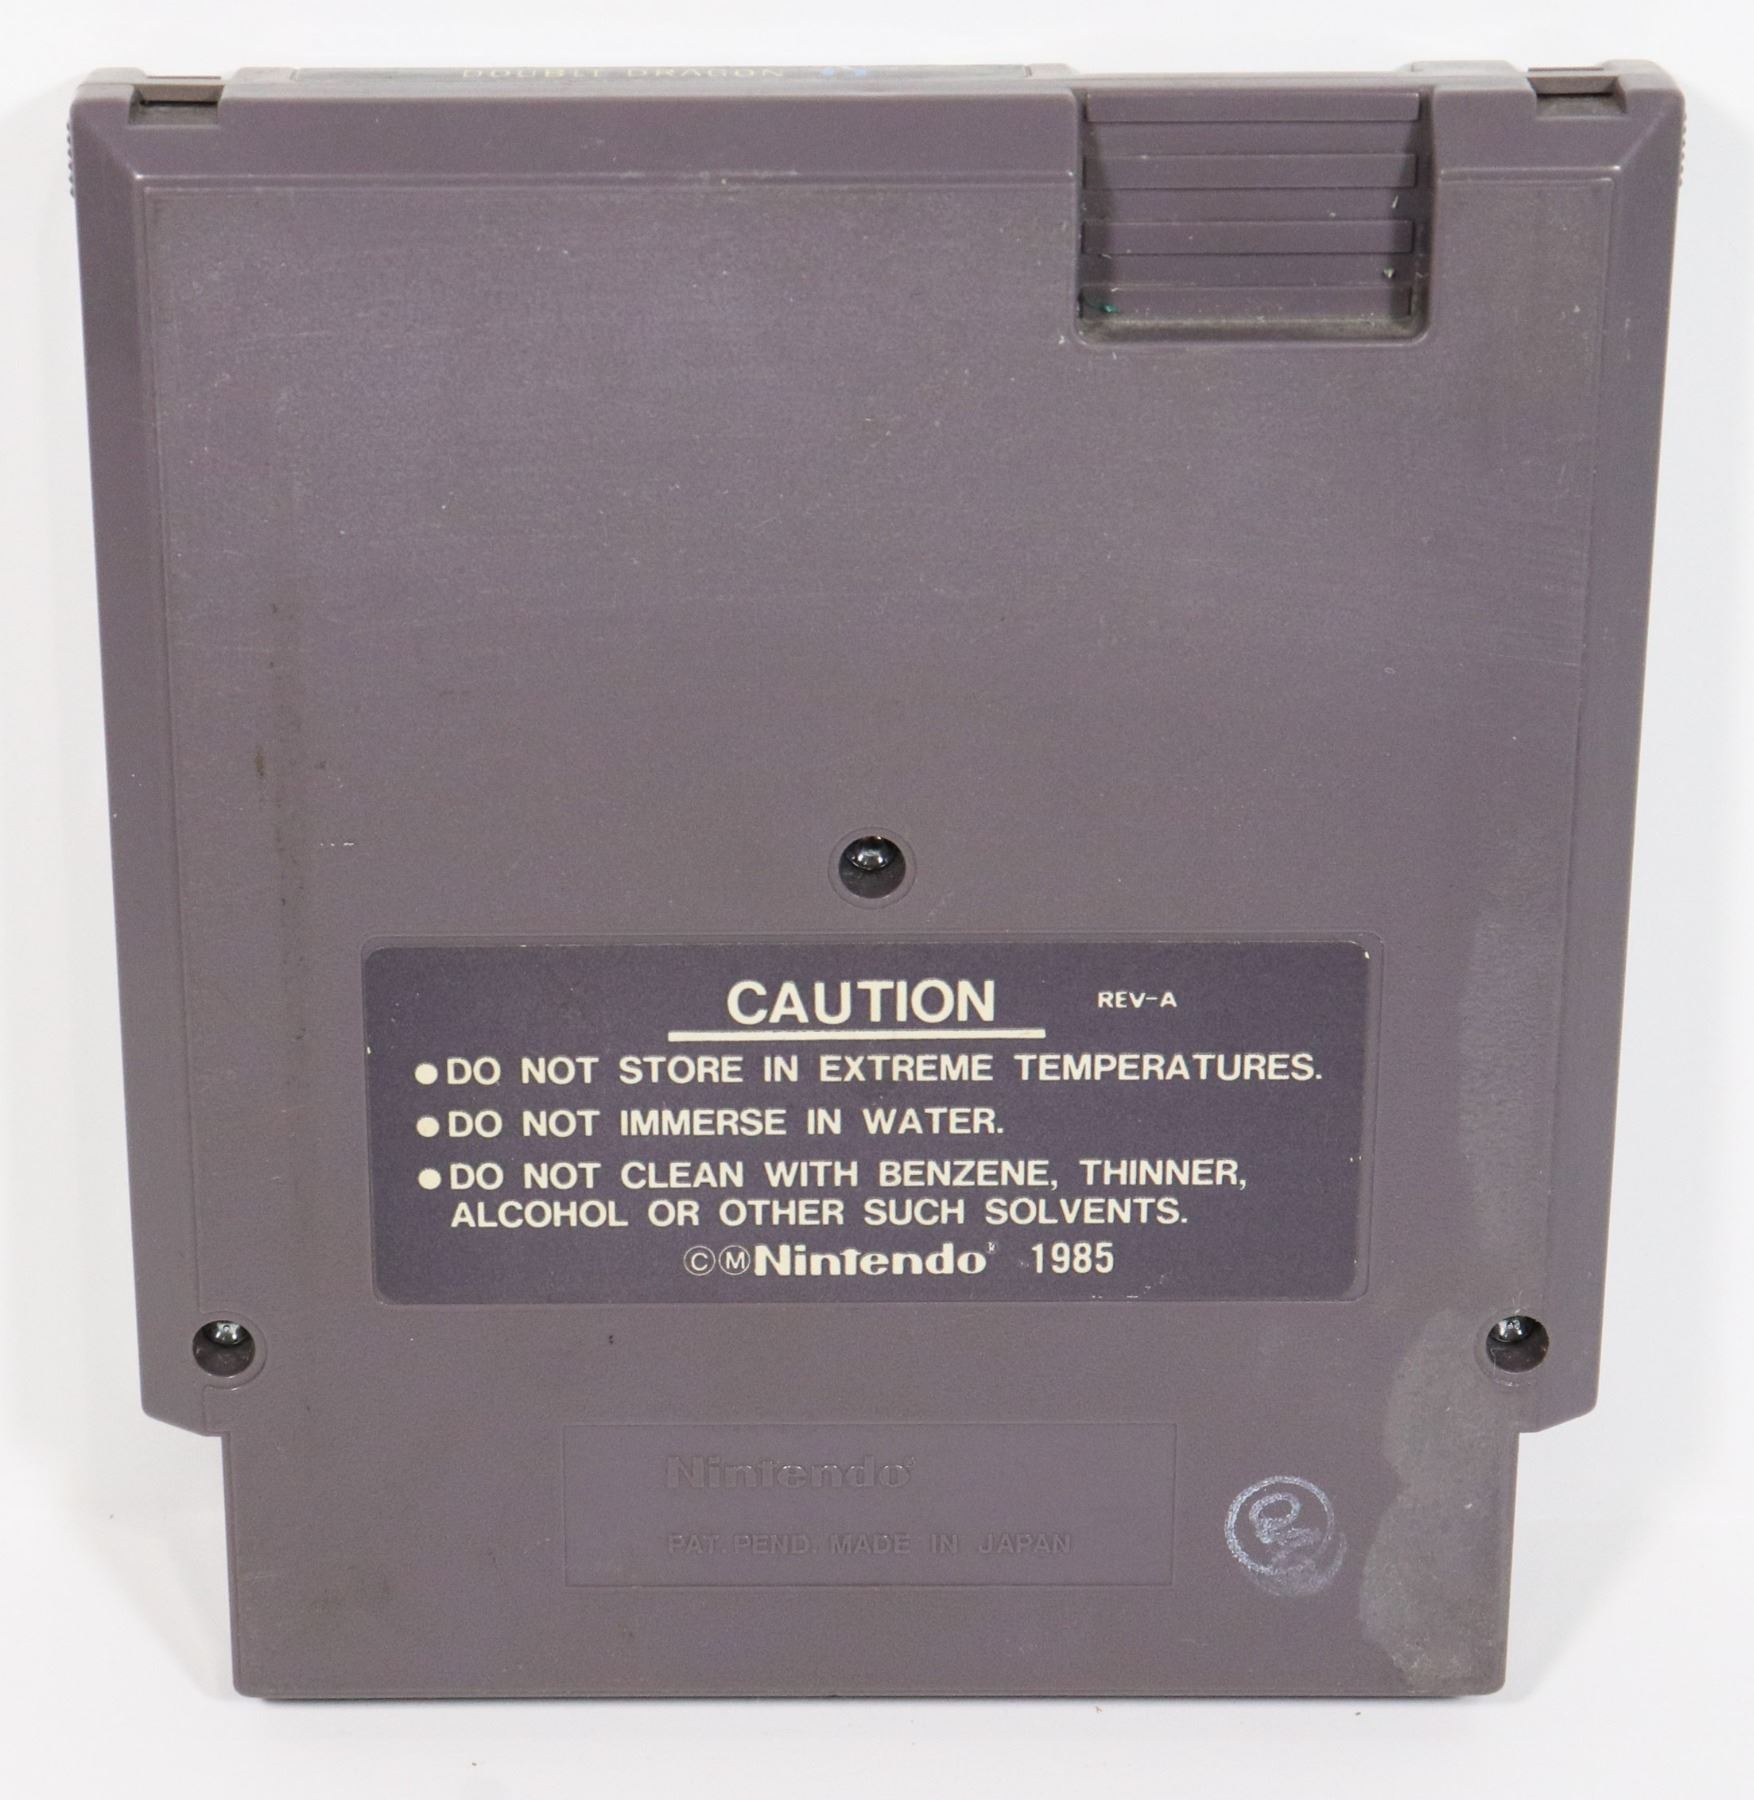 DOUBLE DRAGON
CAUTION REV-A
●DO NOT STORE IN EXTREME TEMPERATURES.
●DO NOT IMMERSE IN WATER.
●DO NOT CLEAN WITH BENZENE, THINNER,
ALCOHOL OR OTHER SUCH SOLVENTS.
ⒸⓂNintendo® 1985
Nintendo®
PAT. PEND. MADE IN JAPAN